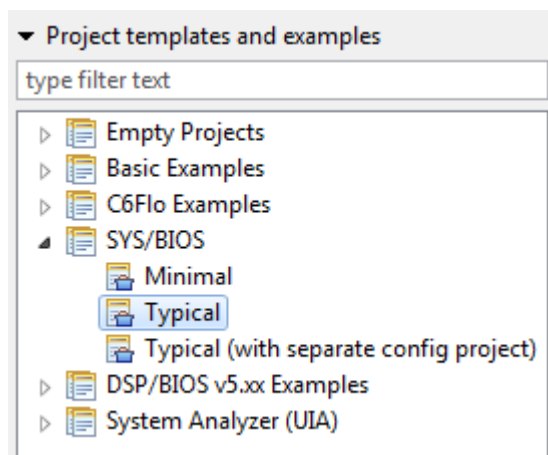 Project templates and examples
type filter text
Empty Projects
Basic Examples
C6Flo Examples
SYS/BIOS
Minimal
Typical
Typical (with separate config project)
DSP/BIOS v5.xx Examples
System Analyzer (UIA)